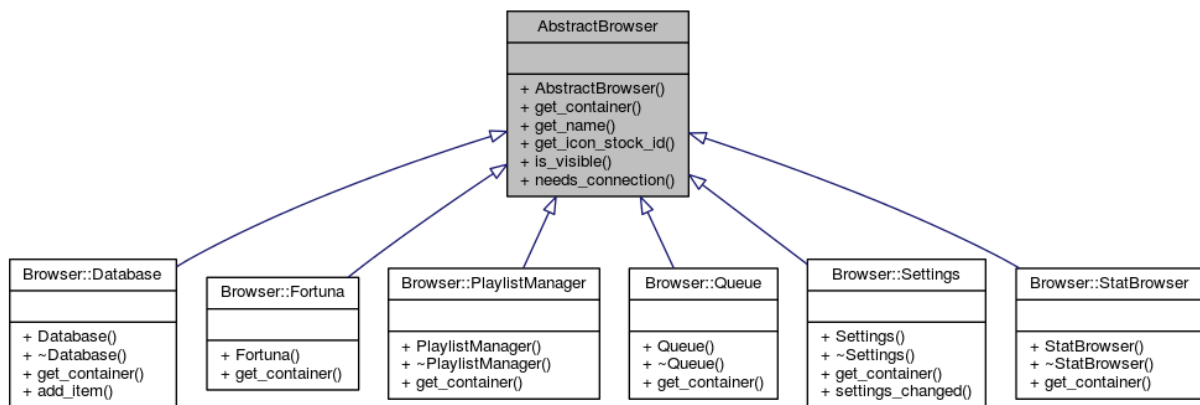 AbstractBrowser
+ AbstractBrowser()
+ get_container()
+ get_name()
+ get_icon_stock_id()
+ is_visible()
+ needs_connection()
Browser::Database
+ Database()
+ ~Database()
+ get_container()
+ add_item()
Browser::Fortuna
+ Fortuna()
+ get_container()
Browser::PlaylistManager
+ PlaylistManager()
+ ~PlaylistManager()
+ get_container()
Browser::Queue
+ Queue()
+ ~Queue()
+ get_container()
Browser::Settings
+ Settings()
+ ~Settings()
+ get_container()
+ settings_changed()
Browser::StatBrowser
+ StatBrowser()
+ ~StatBrowser()
+ get_container()